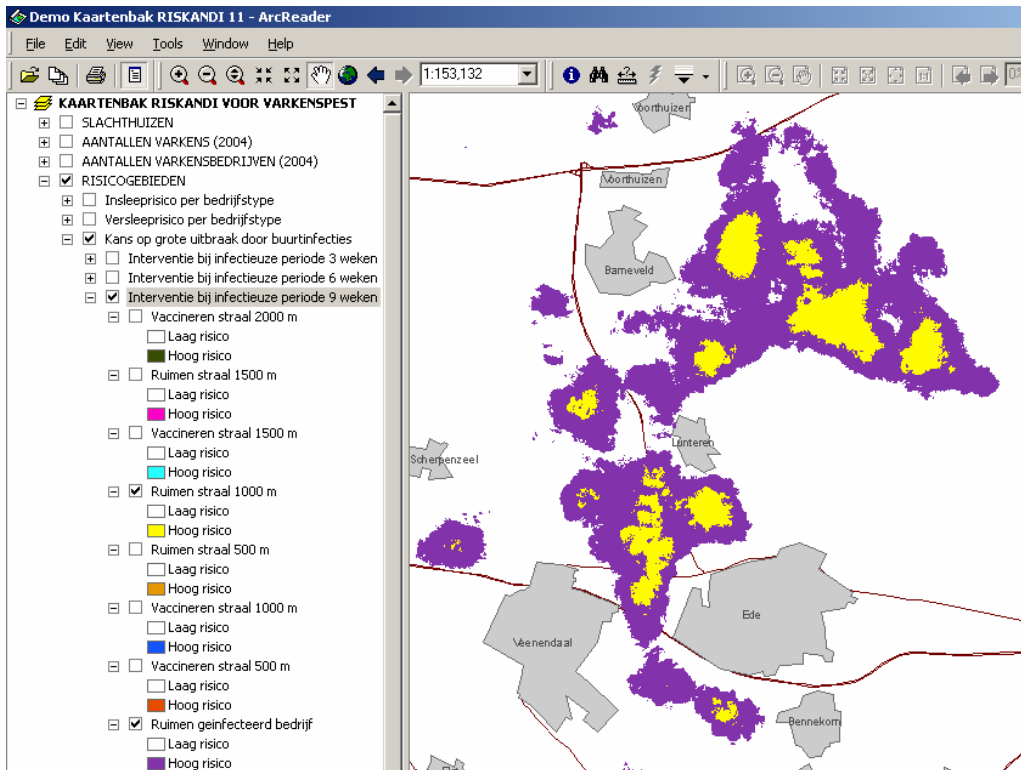 Demo Kaartenbak RISKANDI 11 - ArcReader
File Edit View Tools Window Help
1:153,132
KAARTENBAK RISKANDI VOOR VARKENSPEST
SLACHTHUIZEN
AANTALLEN VARKENS (2004)
AANTALLEN VARKENSBEDRIJVEN (2004)
RISICOGEBIEDEN
Insleeprisico per bedrijfstype
Versleeprisico per bedrijfstype
Kans op grote uitbraak door buurtinfecties
Interventie bij infectieuze periode 3 weken
Interventie bij infectieuze periode 6 weken
Interventie bij infectieuze periode 9 weken
Vaccineren straal 2000 m
Laag risico
Hoog risico
Ruimen straal 1500 m
Laag risico
Hoog risico
Vaccineren straal 1500 m
Laag risico
Hoog risico
Ruimen straal 1000 m
Laag risico
Hoog risico
Ruimen straal 500 m
Laag risico
Hoog risico
Vaccineren straal 1000 m
Laag risico
Hoog risico
Vaccineren straal 500 m
Laag risico
Hoog risico
Ruimen geinfecteerd bedrijf
Laag risico
Hoog risico
Voorthuizen
Voorthuizen
Barneveld
Lunteren
Scherpenzeel
Ede
Veenendaal
Bennekom